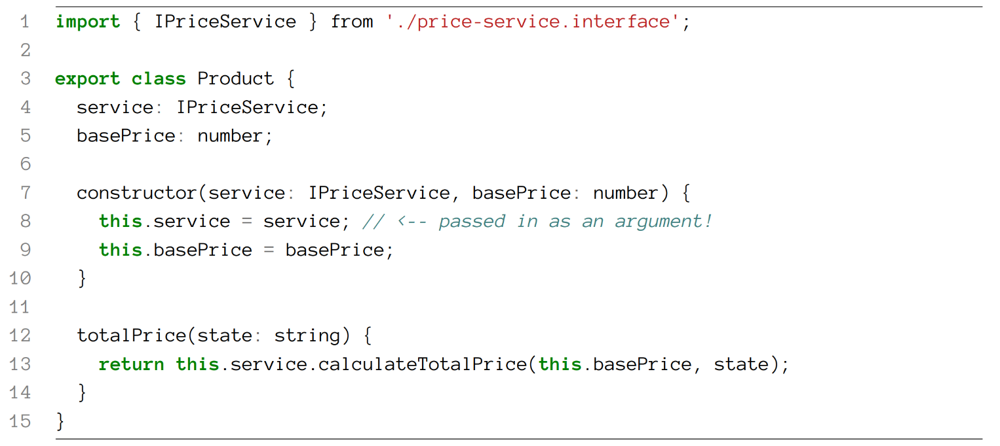 1 import { IPriceService } from './price-service.interface';
2
3 export class Product {
4   service: IPriceService;
5   basePrice: number;
6
7   constructor(service: IPriceService, basePrice: number) {
8     this.service = service; // <-- passed in as an argument!
9     this.basePrice = basePrice;
10   }
11
12   totalPrice(state: string) {
13     return this.service.calculateTotalPrice(this.basePrice, state);
14   }
15 }